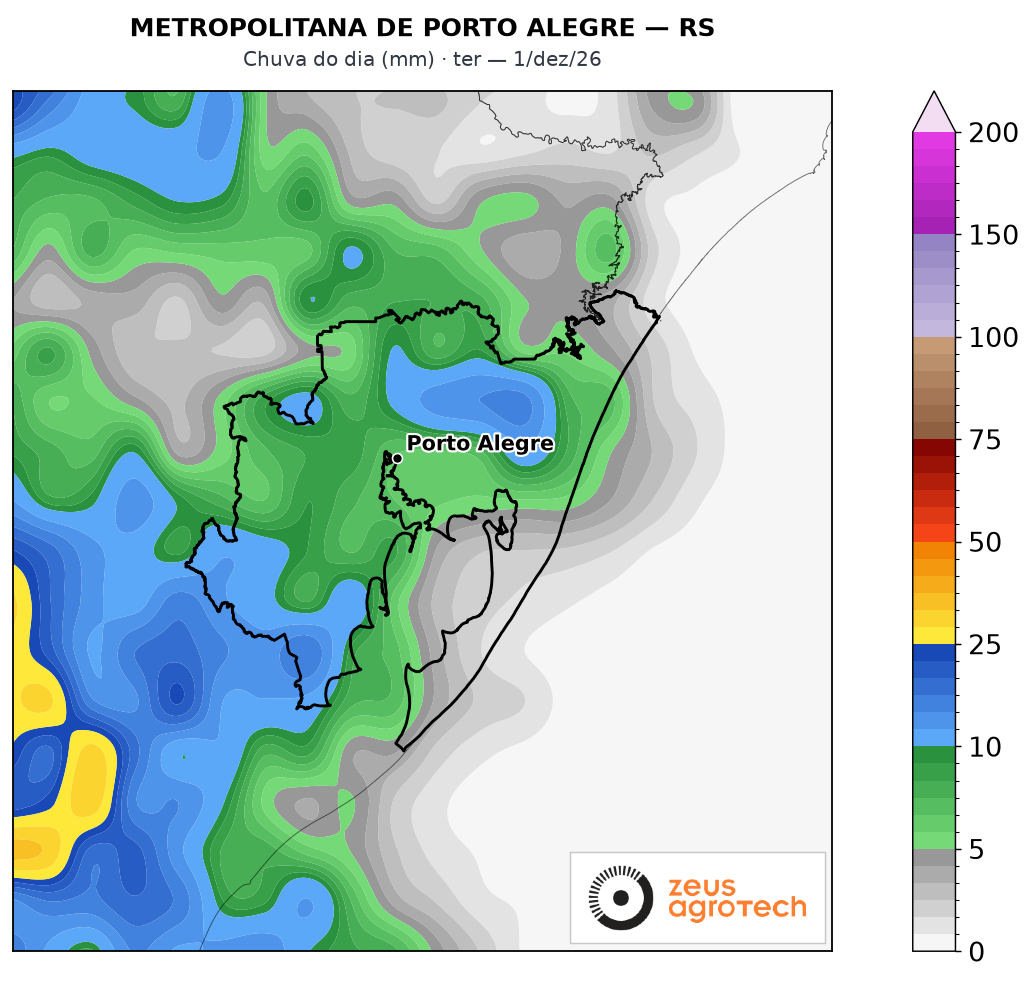 METROPOLITANA DE PORTO ALEGRE — RS
Chuva do dia (mm) · ter — 1/dez/26
200
150
100
75
50
25
10
5
0
Porto Alegre
zeus
agrotech